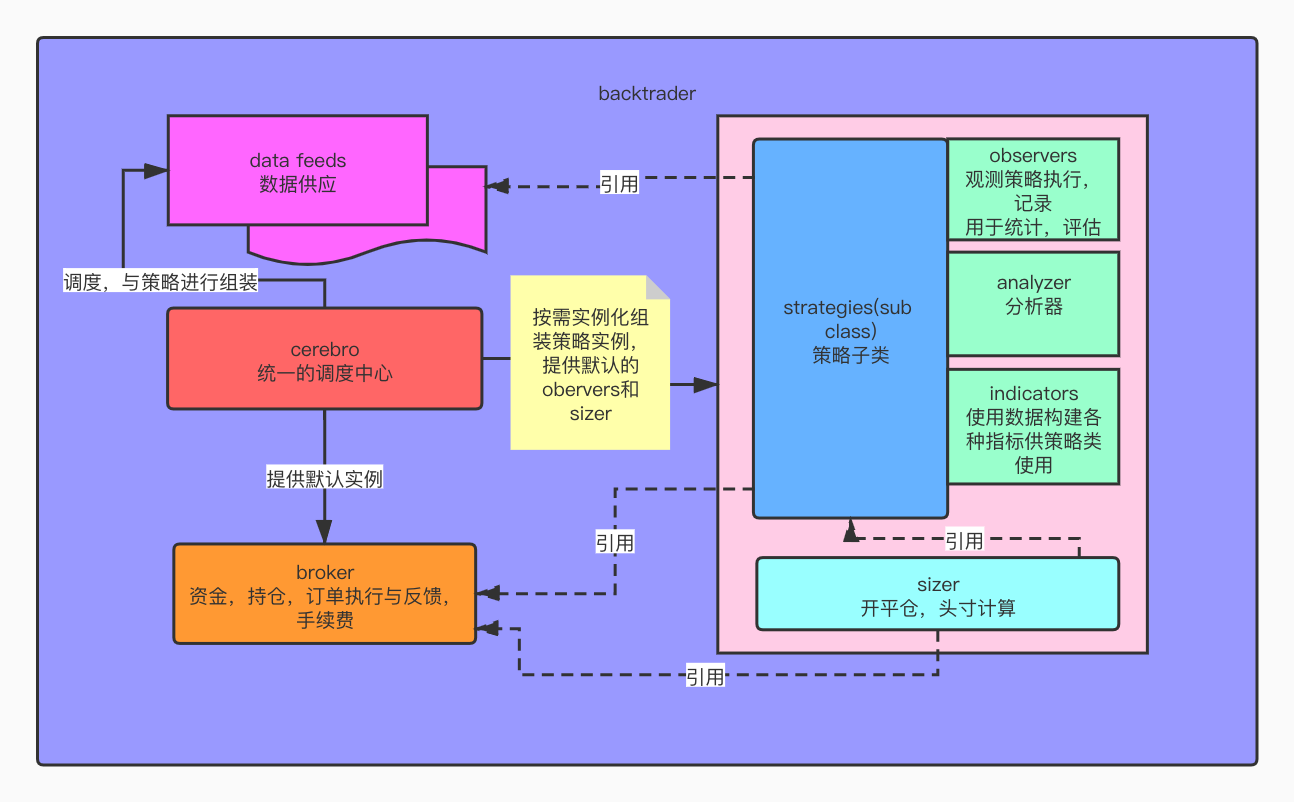 backtrader
data feeds
数据供应
引用
调度，与策略进行组装
cerebro
统一的调度中心
按需实例化组
装策略实例，
提供默认的
obervers和
sizer
提供默认实例
broker
资金，持仓，订单执行与反馈，
手续费
引用
引用
strategies(sub
class)
策略子类
observers
观测策略执行，
记录
用于统计，评估
analyzer
分析器
indicators
使用数据构建各
种指标供策略类
使用
引用
sizer
开平仓，头寸计算